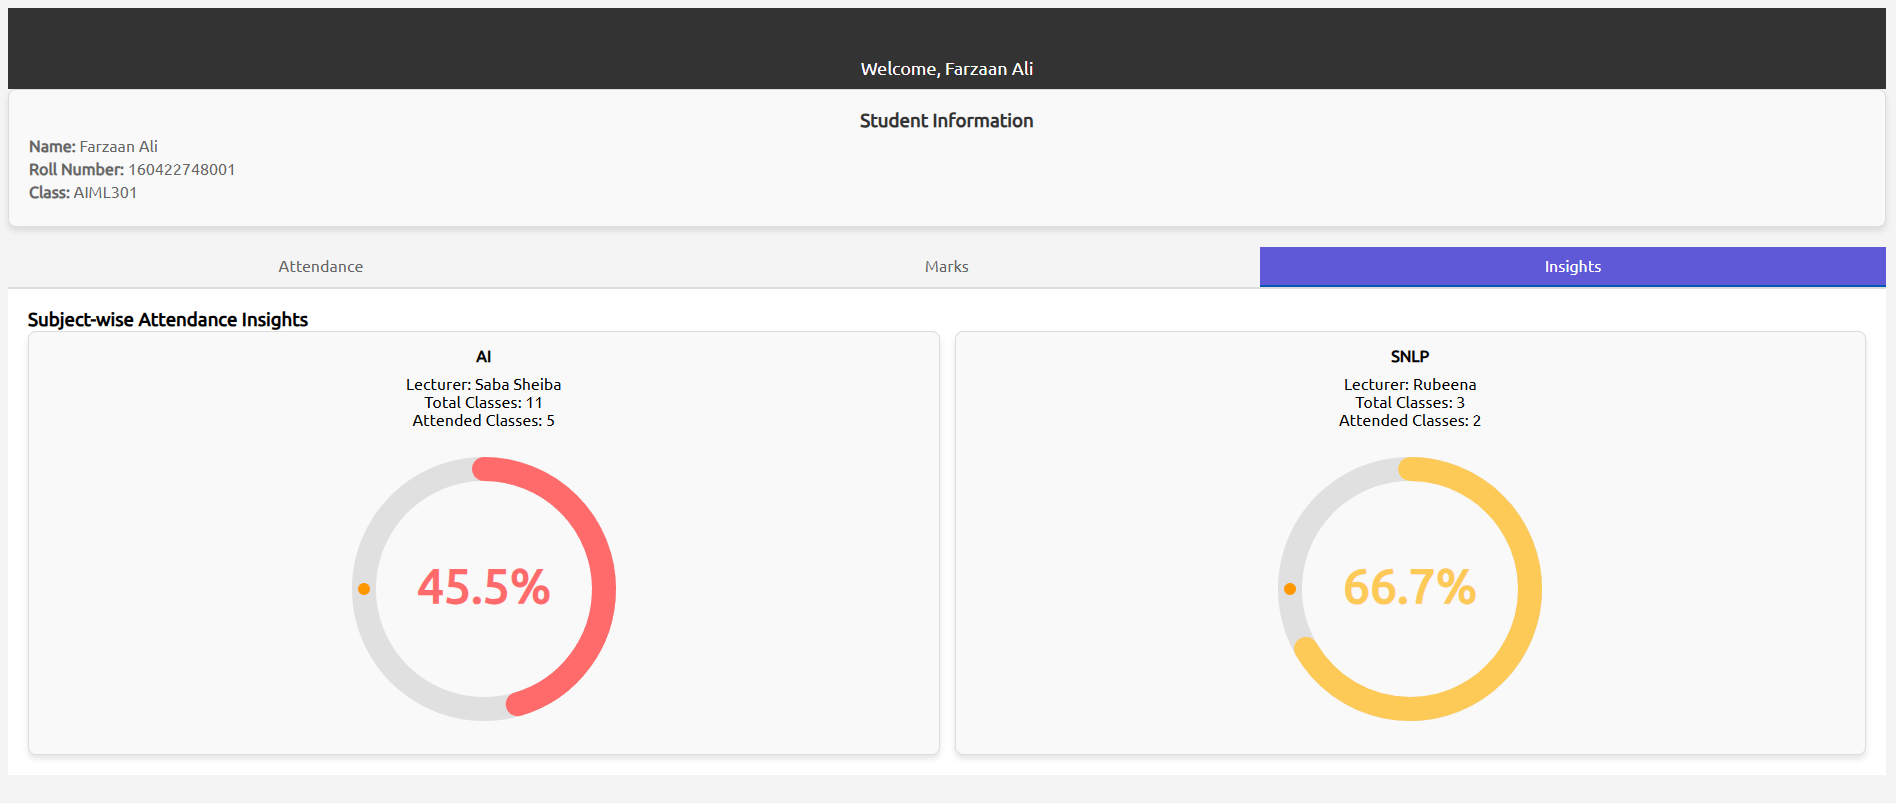 Welcome, Farzaan Ali
Student Information
Name: Farzaan Ali
Roll Number: 160422748001
Class: AIML301
Attendance
Marks
Insights
Subject-wise Attendance Insights
AI
Lecturer: Saba Sheiba
Total Classes: 11
Attended Classes: 5
45.5%
SNLP
Lecturer: Rubeena
Total Classes: 3
Attended Classes: 2
66.7%